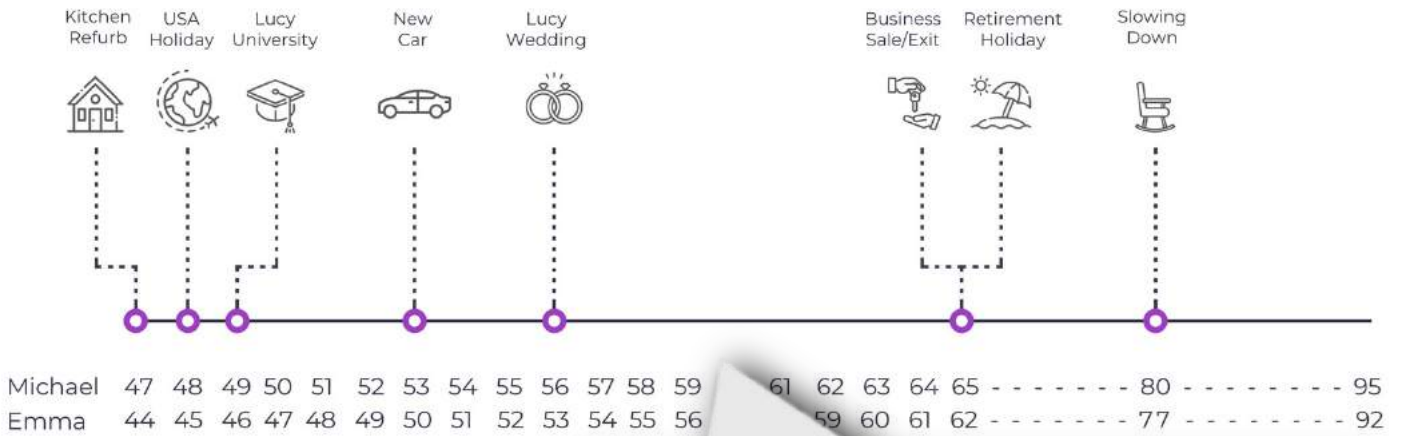 Kitchen
Refurb
USA
Holiday
Lucy
University
New
Car
Lucy
Wedding
Business
Sale/Exit
Retirement
Holiday
Slowing
Down
Michael 47 48 49 50 51 52 53 54 55 56 57 58 59 61 62 63 64 65 - - - - - - - 80 - - - - - - - - 95
Emma 44 45 46 47 48 49 50 51 52 53 54 55 56 59 60 61 62 - - - - - - - 77 - - - - - - - - 92